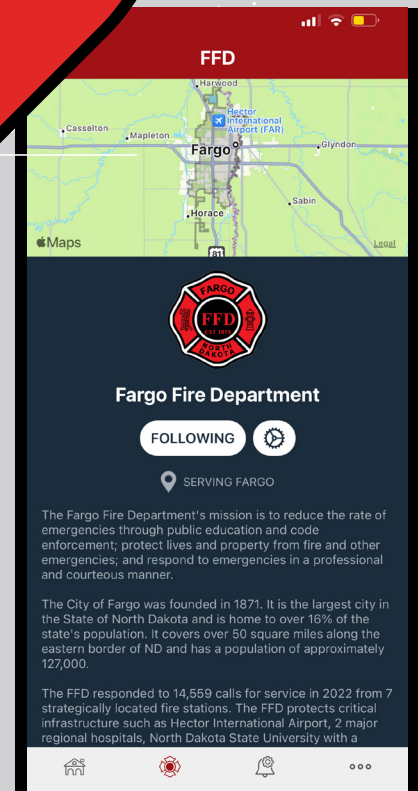 FFD
Harwood
Hector
International
Airport (FAR)
Casselton
Mapleton
Glyndon
Fargo
Sabin
Horace
Maps
81
Legal
FARGO
FFD
EST 1876
NORTH
DAKOTA
Fargo Fire Department
FOLLOWING
SERVING FARGO
The Fargo Fire Department's mission is to reduce the rate of
emergencies through public education and code
enforcement; protect lives and property from fire and other
emergencies; and respond to emergencies in a professional
and courteous manner.
The City of Fargo was founded in 1871. It is the largest city in
the State of North Dakota and is home to over 16% of the
state's population. It covers over 50 square miles along the
eastern border of ND and has a population of approximately
127,000.
The FFD responded to 14,559 calls for service in 2022 from 7
strategically located fire stations. The FFD protects critical
infrastructure such as Hector International Airport, 2 major
regional hospitals, North Dakota State University with a